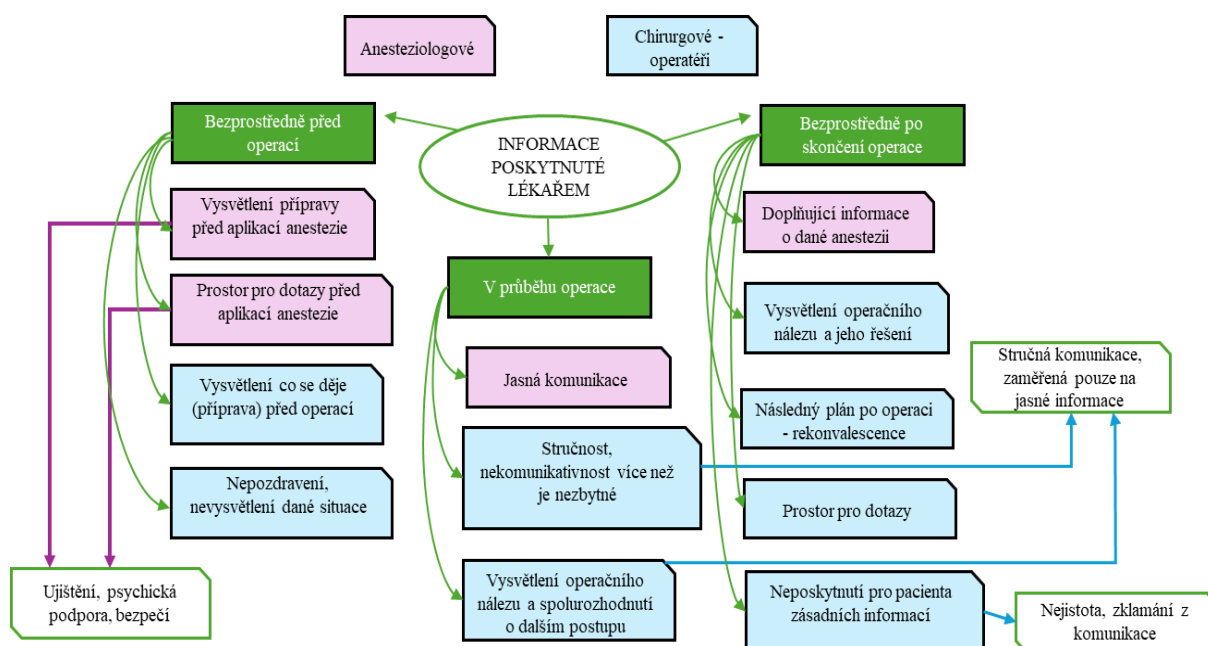 Anesteziologové
Chirurgové -
operatéři
INFORMACE
POSKYTNUTÉ
LÉKAŘEM
Bezprostředně před
operací
Vysvětlení přípravy
před aplikací anestezie
Prostor pro dotazy před
aplikací anestezie
Vysvětlení co se děje
(příprava) před operací
Nepozdravení,
nevysvětlení dané situace
Ujištění, psychická
podpora, bezpečí
V průběhu operace
Jasná komunikace
Stručnost,
nekomunikativnost více než
je nezbytné
Vysvětlení operačního
nálezu a spolurozhodnutí
o dalším postupu
Bezprostředně po
skončení operace
Doplňující informace
o dané anestezii
Vysvětlení operačního
nálezu a jeho řešení
Následný plán po operaci
- rekonvalescence
Prostor pro dotazy
Neposkytnutí pro pacienta
zásadních informací
Stručná komunikace,
zaměřená pouze na
jasné informace
Nejistota, zklamání z
komunikace